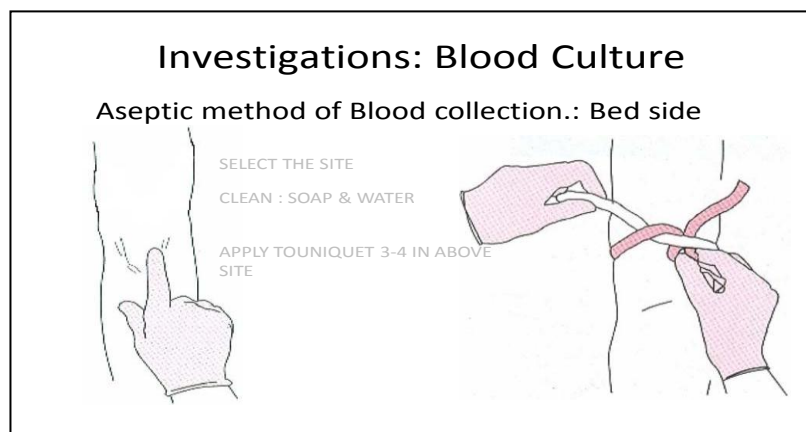 Investigations: Blood Culture
Aseptic method of Blood collection.: Bed side
SELECT THE SITE
CLEAN : SOAP & WATER
APPLY TOUNIQUET 3-4 IN ABOVE
SITE